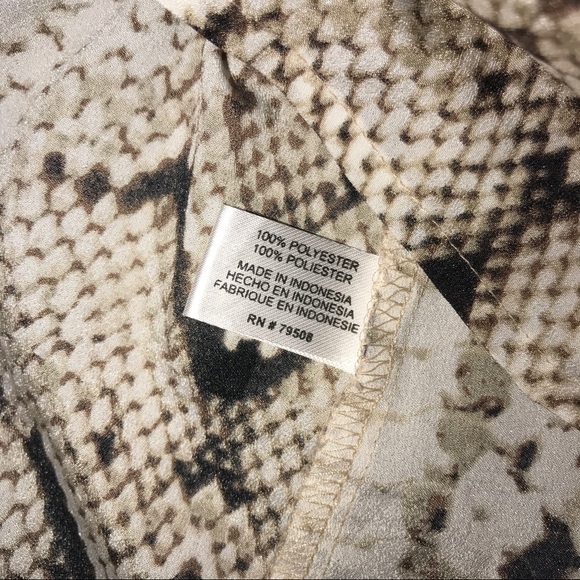 100% POLYESTER
100% POLIESTER
MADE IN INDONESIA
HECHO EN INDONESIA
FABRIQUE EN INDONESIE
RN # 79508